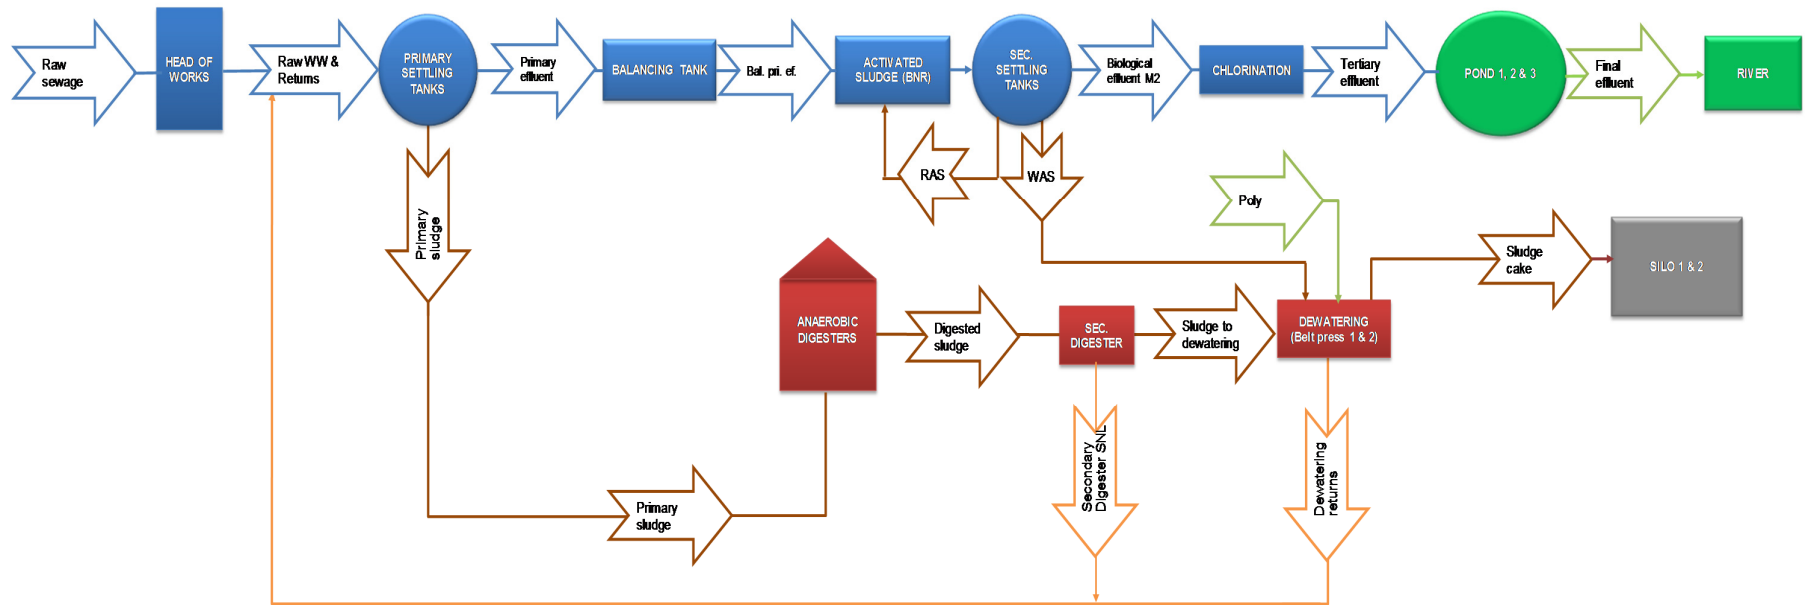 Raw
sewage
HEAD OF
WORKS
Raw WW &
Returns
PRIMARY
SETTLING
TANKS
Primary
effluent
BALANCING TANK
Bal. pri. ef.
ACTIVATED
SLUDGE (BNR)
SEC.
SETTLING
TANKS
Biological
effluent M2
CHLORINATION
Tertiary
effluent
POND 1, 2 & 3
Final
effluent
RIVER
RAS
WAS
Poly
Primary
sludge
Sludge
cake
SILO 1 & 2
ANAEROBIC
DIGESTERS
Digested
sludge
SEC.
DIGESTER
Sludge to
dewatering
DEWATERING
(Belt press 1 & 2)
Primary
sludge
Secondary
Digester SNL
Dewatering
returns